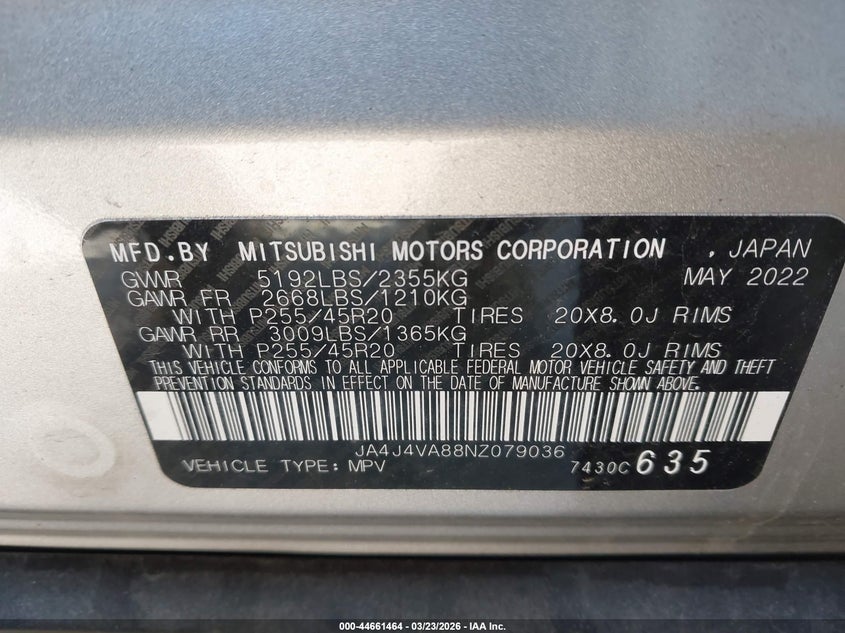 MFD.BY MITSUBISHI MOTORS CORPORATION , JAPAN
GVWR 5192LBS/2355KG MAY 2022
GAWR FR 2668LBS/1210KG
WITH P255/45R20 TIRES 20X8.0J RIMS
GAWR RR 3009LBS/1365KG
WITH P255/45R20 TIRES 20X8.0J RIMS
THIS VEHICLE CONFORMS TO ALL APPLICABLE FEDERAL MOTOR VEHICLE SAFETY AND THEFT
PREVENTION STANDARDS IN EFFECT ON THE DATE OF MANUFACTURE SHOWN ABOVE.
JA4J4VA88NZ079036
VEHICLE TYPE: MPV 7430C 635
000-44661464 | 03/23/2026 - IAA Inc.